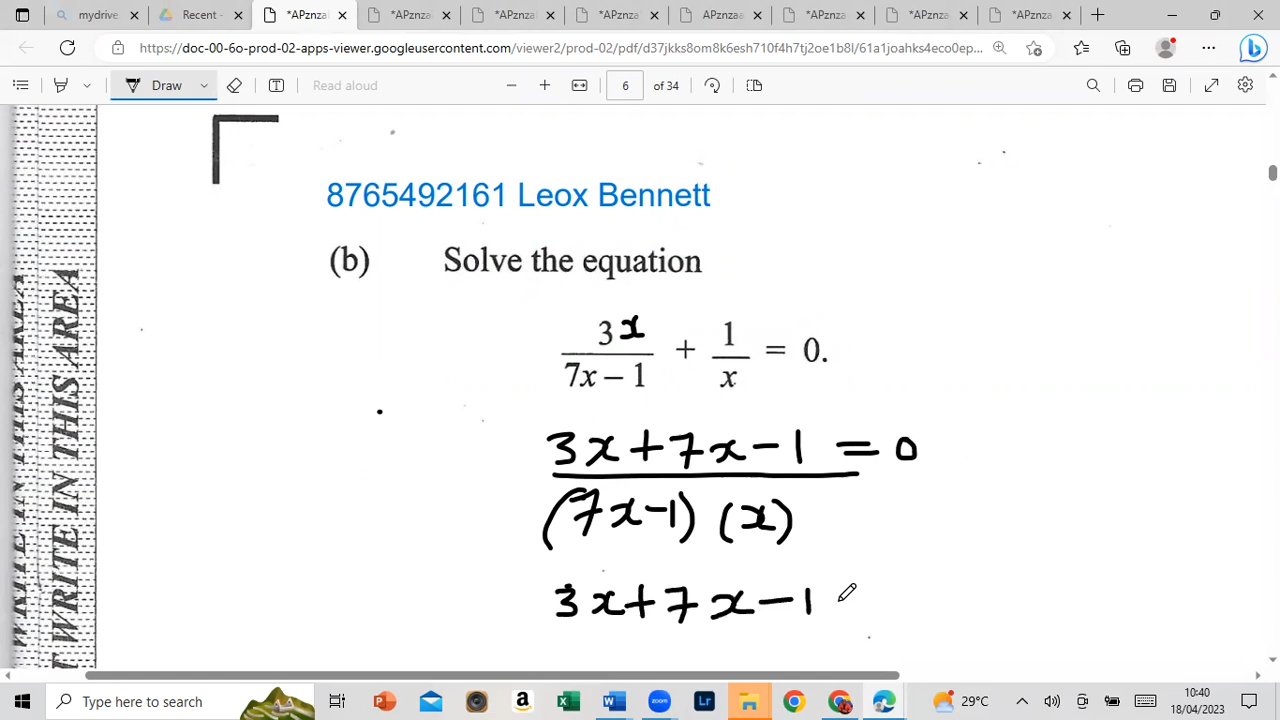 mydrive
Recent -
*APznza
*APznza
*APznza
*APznza
*APznza
*APznza
*APznza
*APznza
https://doc-00-6o-prod-02-apps-viewer.googleusercontent.com/viewer2/prod-02/pdf/d37jkks8om8k6esh710f4h7tj2oe1b8l/61a1joahks4eco0ep...
Draw
Read aloud
6 of 34
T WRITE IN THIS AREA
8765492161 Leox Bennett
(b) Solve the equation
3x/(7x – 1) + 1/x = 0.
3x+7x-1 = 0
(7x-1) (x)
3x+7x-1
Type here to search
zoom
Lr
29°C
10:40
18/04/2023